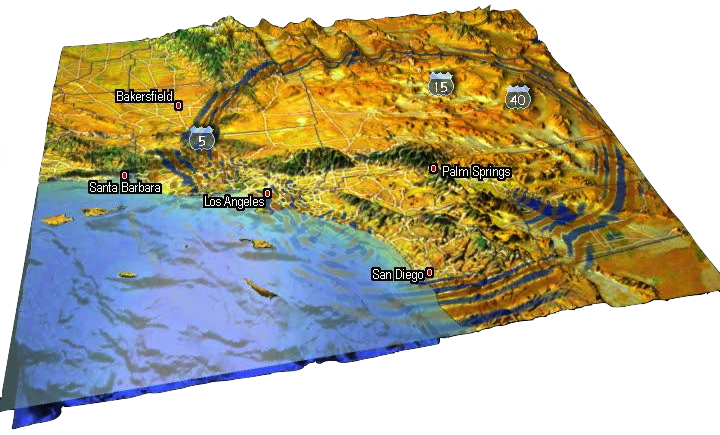 15
40
Bakersfield
5
Palm Springs
Santa Barbara
Los Angeles
San Diego